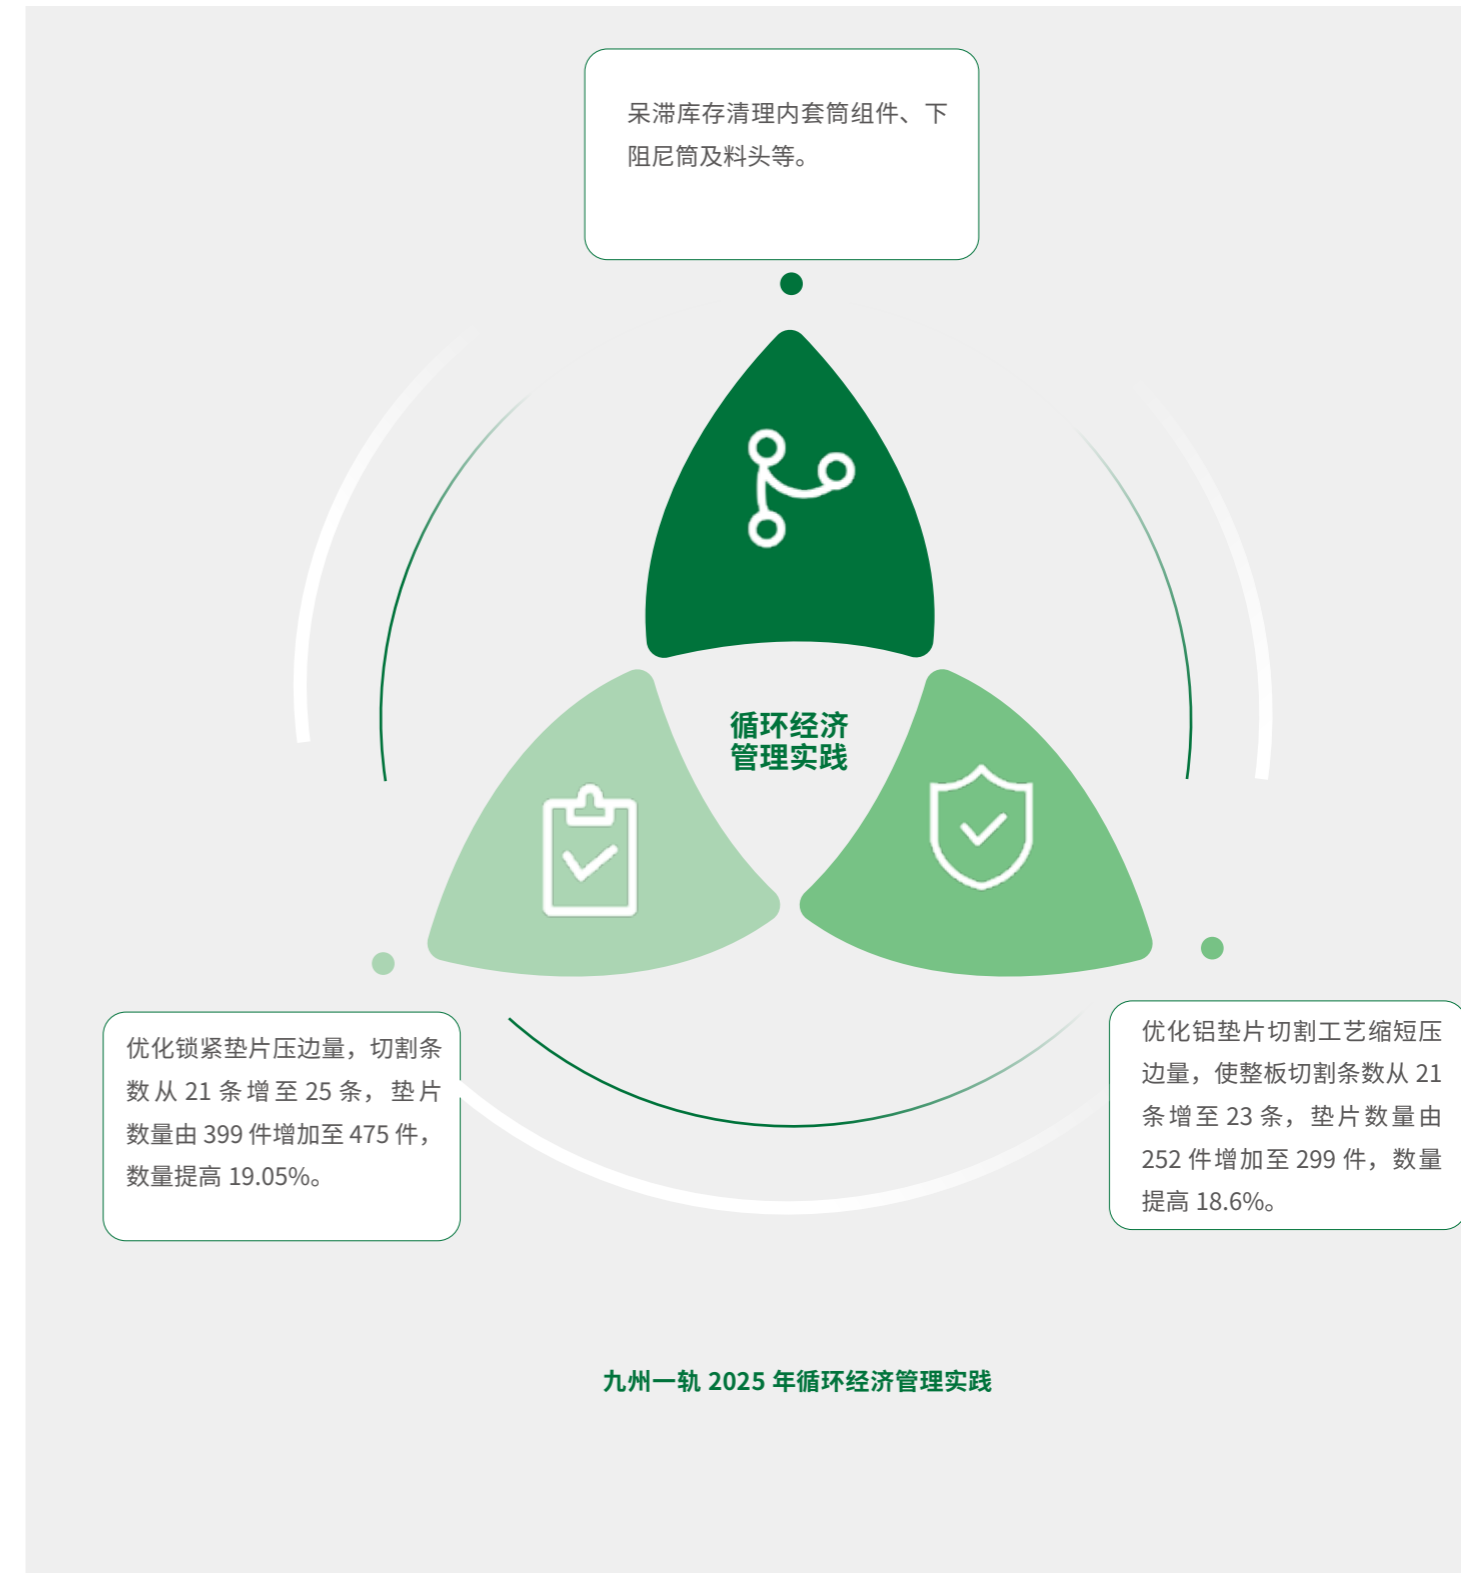 呆滞库存清理内套筒组件、下
阻尼筒及料头等。
循环经济
管理实践
优化锁紧垫片压边量，切割条
数从 21 条增至 25 条，垫片
数量由 399 件增加至 475 件，
数量提高 19.05%。
优化铝垫片切割工艺缩短压
边量，使整板切割条数从 21
条增至 23 条，垫片数量由
252 件增加至 299 件，数量
提高 18.6%。
九州一轨 2025 年循环经济管理实践